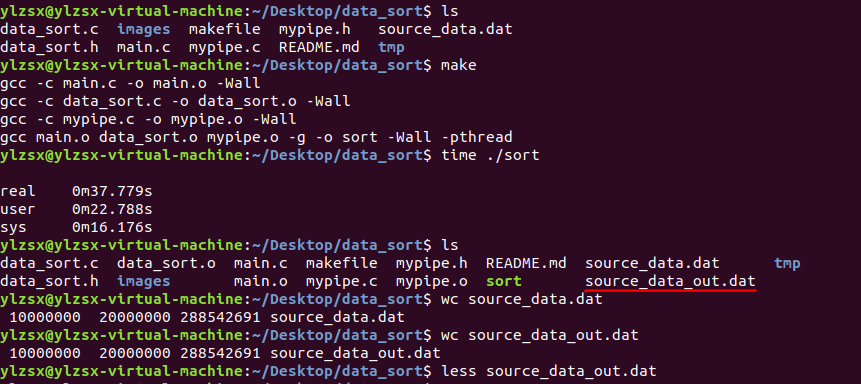 ylzsx@ylzsx-virtual-machine:~/Desktop/data_sort$ ls
data_sort.c  images  makefile  mypipe.h   source_data.dat
data_sort.h  main.c  mypipe.c  README.md  tmp
ylzsx@ylzsx-virtual-machine:~/Desktop/data_sort$ make
gcc -c main.c -o main.o -Wall
gcc -c data_sort.c -o data_sort.o -Wall
gcc -c mypipe.c -o mypipe.o -Wall
gcc main.o data_sort.o mypipe.o -g -o sort -Wall -pthread
ylzsx@ylzsx-virtual-machine:~/Desktop/data_sort$ time ./sort
real    0m37.779s
user    0m22.788s
sys     0m16.176s
ylzsx@ylzsx-virtual-machine:~/Desktop/data_sort$ ls
data_sort.c  data_sort.o  main.c  makefile  mypipe.h  README.md  source_data.dat      tmp
data_sort.h  images       main.o  mypipe.c  mypipe.o  sort       source_data_out.dat
ylzsx@ylzsx-virtual-machine:~/Desktop/data_sort$ wc source_data.dat
 10000000  20000000 288542691 source_data.dat
ylzsx@ylzsx-virtual-machine:~/Desktop/data_sort$ wc source_data_out.dat
 10000000  20000000 288542691 source_data_out.dat
ylzsx@ylzsx-virtual-machine:~/Desktop/data_sort$ less source_data_out.dat